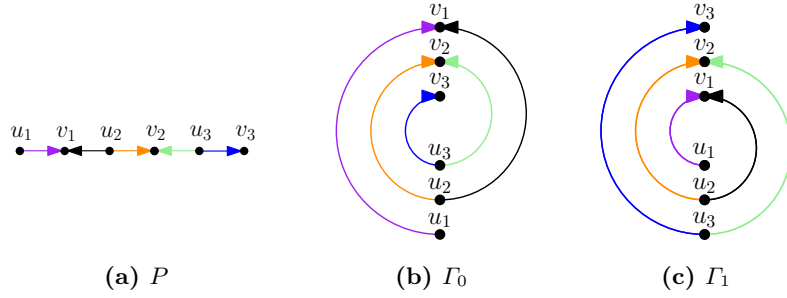 u₁ v₁ u₂ v₂ u₃ v₃
(a) P
v₁
v₂
v₃
u₃
u₂
u₁
(b) Γ₀
v₃
v₂
v₁
u₁
u₂
u₃
(c) Γ₁